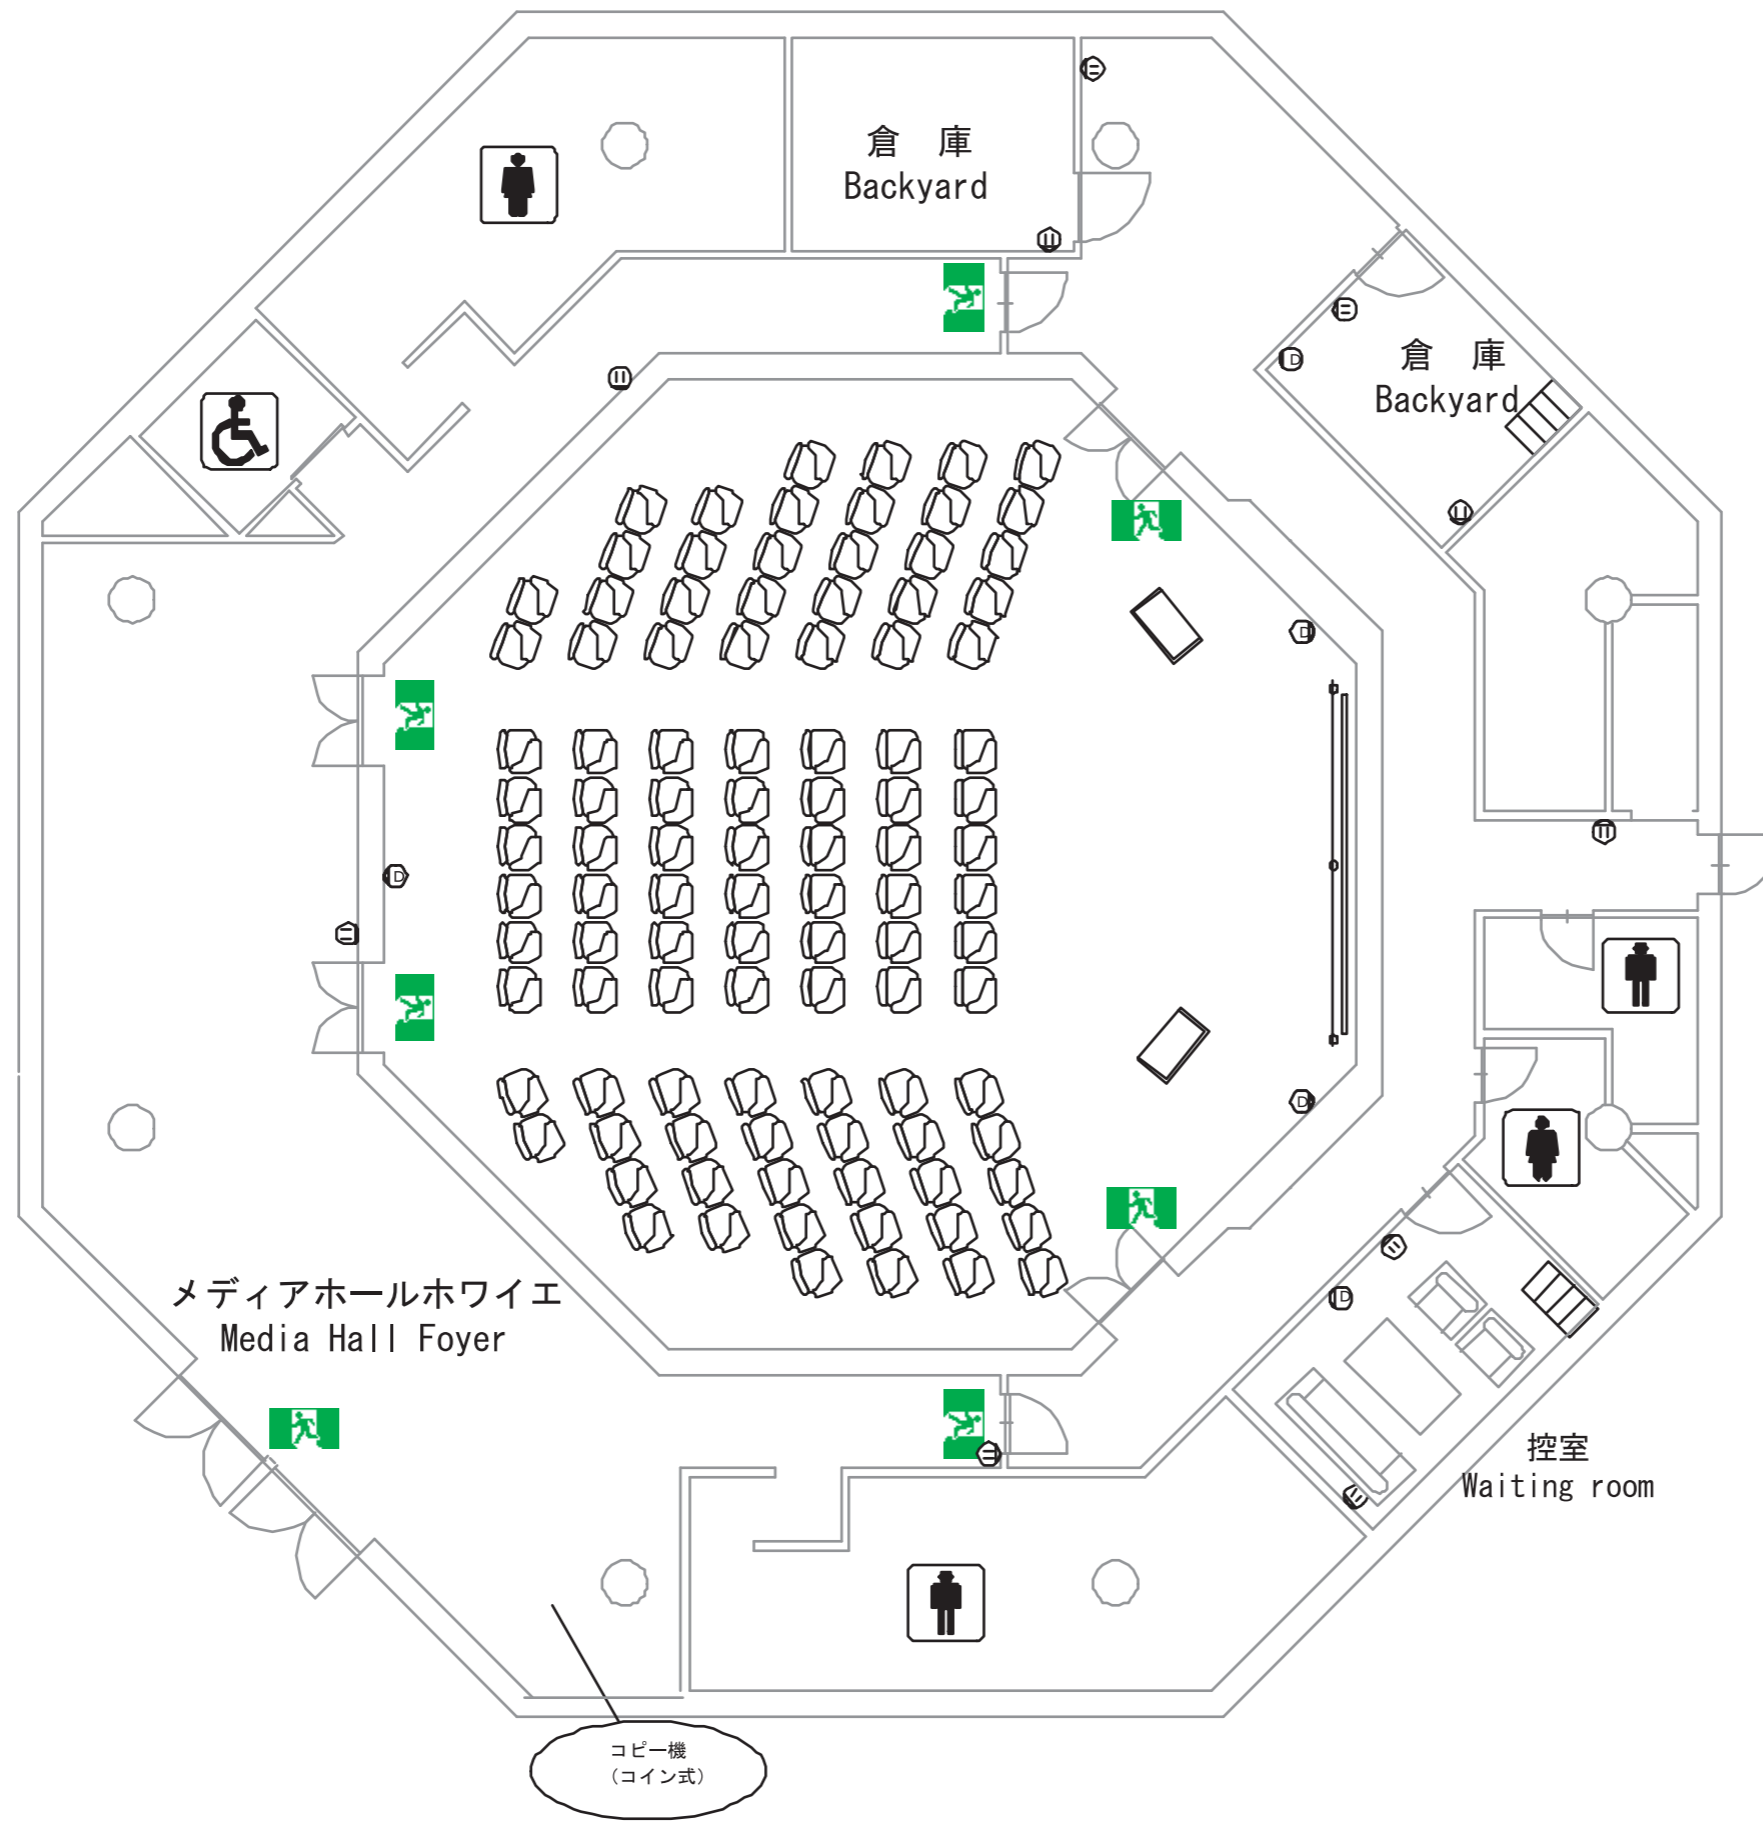 倉 庫
Backyard
倉 庫
Backyard
D
D
D
D
メディアホールホワイエ
Media Hall Foyer
D
控室
Waiting room
コピー機
(コイン式)